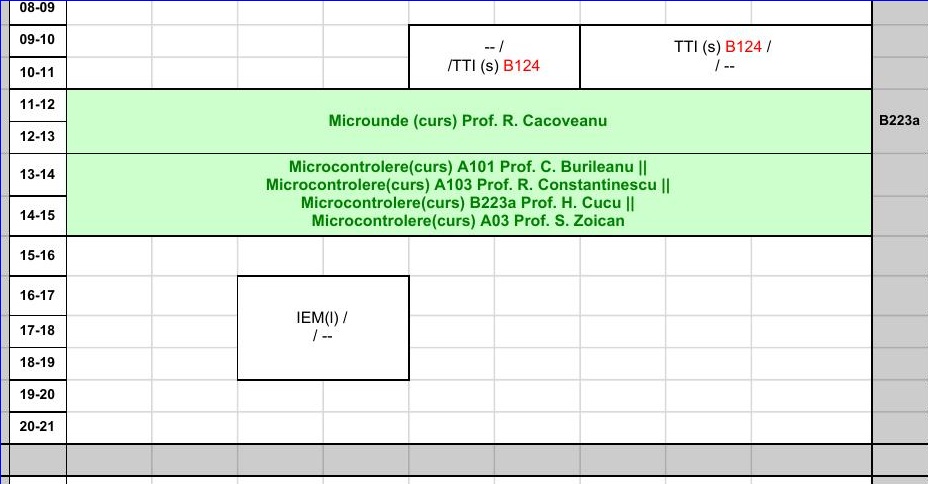 08-09
09-10
-- /
/TTI (s) B124
TTI (s) B124 /
/ --
10-11
11-12
Microunde (curs) Prof. R. Cacoveanu
B223a
12-13
13-14
Microcontrolere(curs) A101 Prof. C. Burileanu ||
Microcontrolere(curs) A103 Prof. R. Constantinescu ||
Microcontrolere(curs) B223a Prof. H. Cucu ||
Microcontrolere(curs) A03 Prof. S. Zoican
14-15
15-16
16-17
IEM(l) /
/ --
17-18
18-19
19-20
20-21